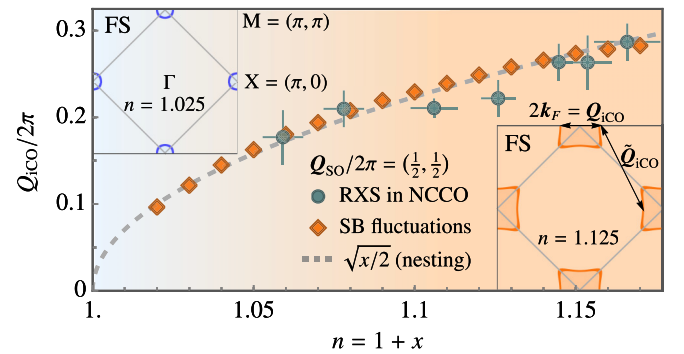 0.3
0.2
0.1
0
Q_iCO/2π
FS
Γ
n = 1.025
M = (π, π)
X = (π, 0)
2k_F = Q_iCO
FS
Q̃_iCO
n = 1.125
Q_SO/2π = (1/2, 1/2)
RXS in NCCO
SB fluctuations
√x/2 (nesting)
1. 1.05 1.1 1.15
n = 1 + x